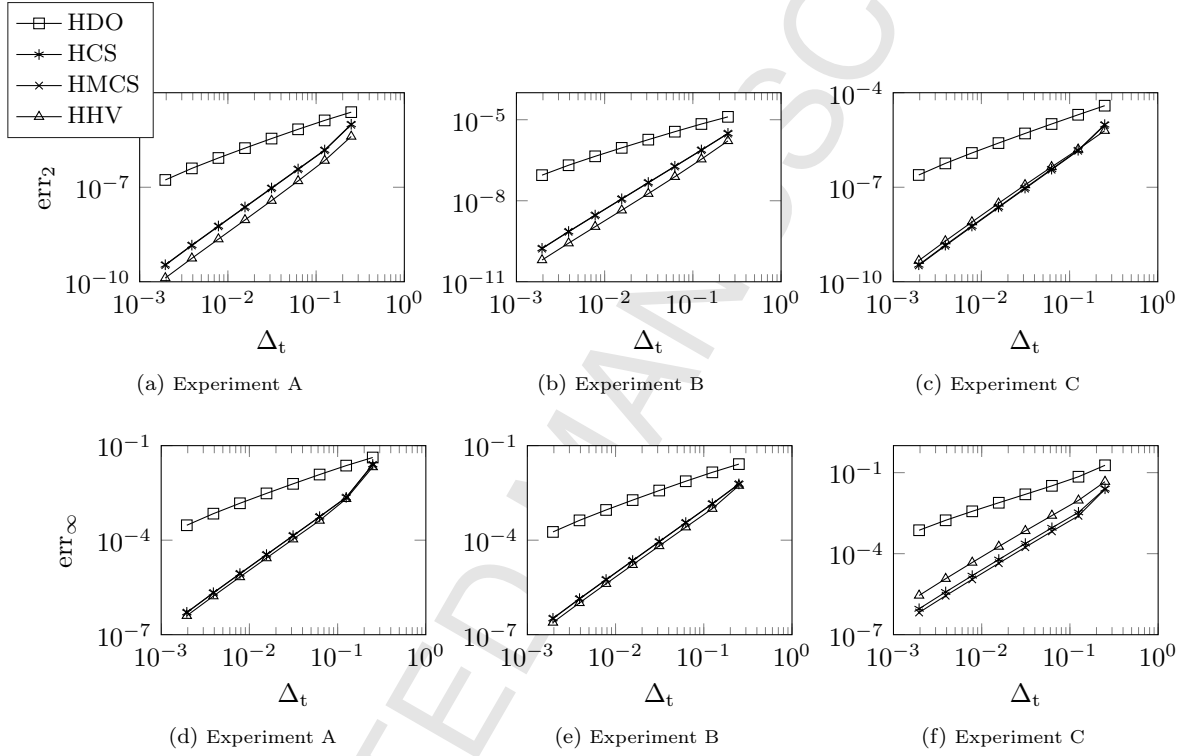 HDO
HCS
HMCS
HHV
err₂
10⁻⁷
10⁻¹⁰
10⁻³ 10⁻² 10⁻¹ 10⁰
Δₜ
(a) Experiment A
10⁻⁵
10⁻⁸
10⁻¹¹
10⁻³ 10⁻² 10⁻¹ 10⁰
Δₜ
(b) Experiment B
10⁻⁴
10⁻⁷
10⁻¹⁰
10⁻³ 10⁻² 10⁻¹ 10⁰
Δₜ
(c) Experiment C
err∞
10⁻¹
10⁻⁴
10⁻⁷
10⁻³ 10⁻² 10⁻¹ 10⁰
Δₜ
(d) Experiment A
10⁻¹
10⁻⁴
10⁻⁷
10⁻³ 10⁻² 10⁻¹ 10⁰
Δₜ
(e) Experiment B
10⁻¹
10⁻⁴
10⁻⁷
10⁻³ 10⁻² 10⁻¹ 10⁰
Δₜ
(f) Experiment C
TED MANUSC